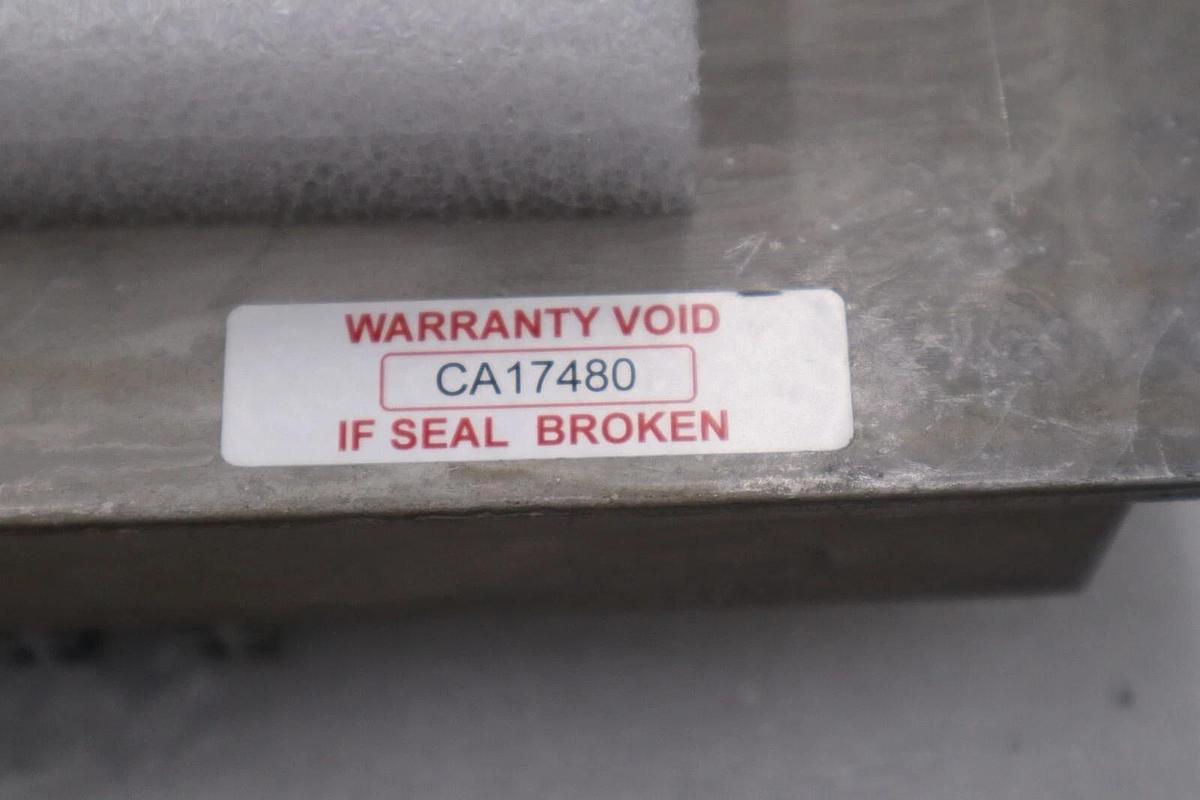 WARRANTY VOID
CA17480
IF SEAL BROKEN